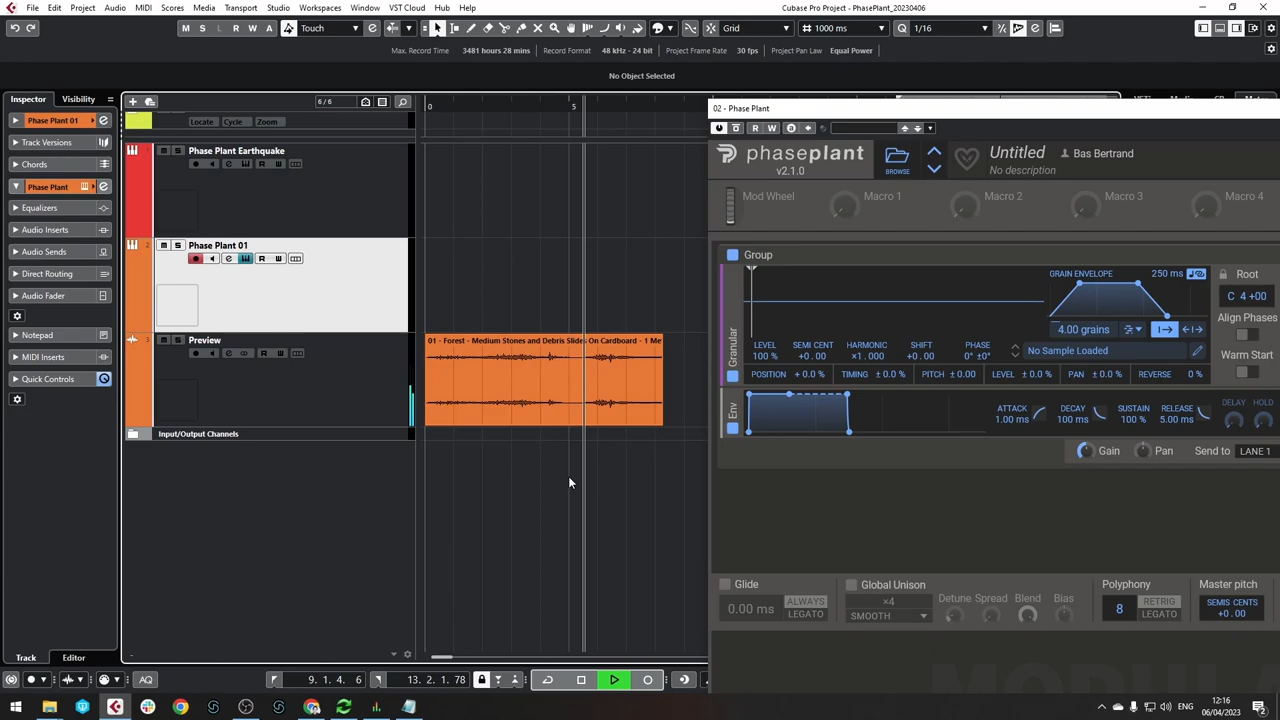 File Edit Project Audio MIDI Scores Media Transport Studio Workspaces Window VST Cloud Hub Help
Cubase Pro Project - PhasePlant_20230406
M S L R W A Touch Grid 1000 ms Q 1/16
Max. Record Time 3481 hours 28 mins Record Format 48 kHz - 24 bit Project Frame Rate 30 fps Project Pan Law Equal Power
No Object Selected
Inspector Visibility
6 / 6
0 5
Locate Cycle Zoom
Phase Plant 01
Track Versions
Chords
Phase Plant
Equalizers
Audio Inserts
Audio Sends
Direct Routing
Audio Fader
Notepad
MIDI Inserts
Quick Controls
1 M S Phase Plant Earthquake
R W
2 M S Phase Plant 01
R W
3 M S Preview
R W
Input/Output Channels
01 - Forest - Medium Stones and Debris Slides On Cardboard - 1 Me
02 - Phase Plant
R W
phaseplant
v2.1.0
BROWSE
Untitled
No description
Bas Bertrand
Mod Wheel Macro 1 Macro 2 Macro 3 Macro 4
Group
Granular
GRAIN ENVELOPE 250 ms
4.00 grains
LEVEL SEMI CENT HARMONIC SHIFT PHASE
100 % +0.00 ×1.000 +0.00 0° ±0°
No Sample Loaded
POSITION + 0.0 % TIMING ± 0.0 % PITCH ± 0.00 LEVEL ± 0.0 % PAN ± 0.0 % REVERSE 0 %
Root
C 4 +00
Align Phases
Warm Start
Env
ATTACK DECAY SUSTAIN RELEASE DELAY HOLD
1.00 ms 100 ms 100 % 5.00 ms
Gain Pan Send to LANE 1
Glide
0.00 ms ALWAYS LEGATO
Global Unison
×4
SMOOTH
Detune Spread Blend Bias
Polyphony
8 RETRIG LEGATO
Master pitch
SEMIS CENTS
+0.00
Track Editor
AQ 9. 1. 4. 6 13. 2. 1. 78
ENG
12:16
06/04/2023
2